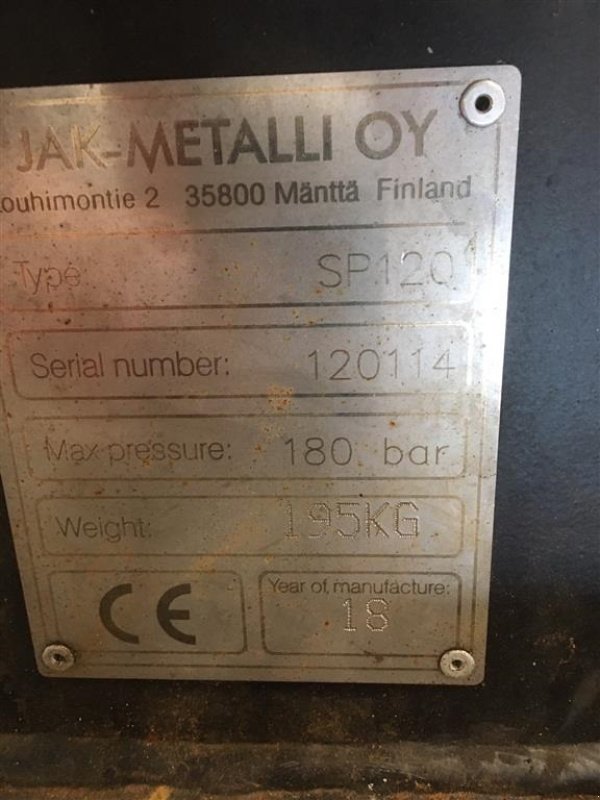 JAK-METALLI OY
Louhimontie 2 35800 Mänttä Finland
Type: SP120
Serial number: 120114
Max pressure: 180 bar
Weight: 195KG
CE
Year of manufacture:
18